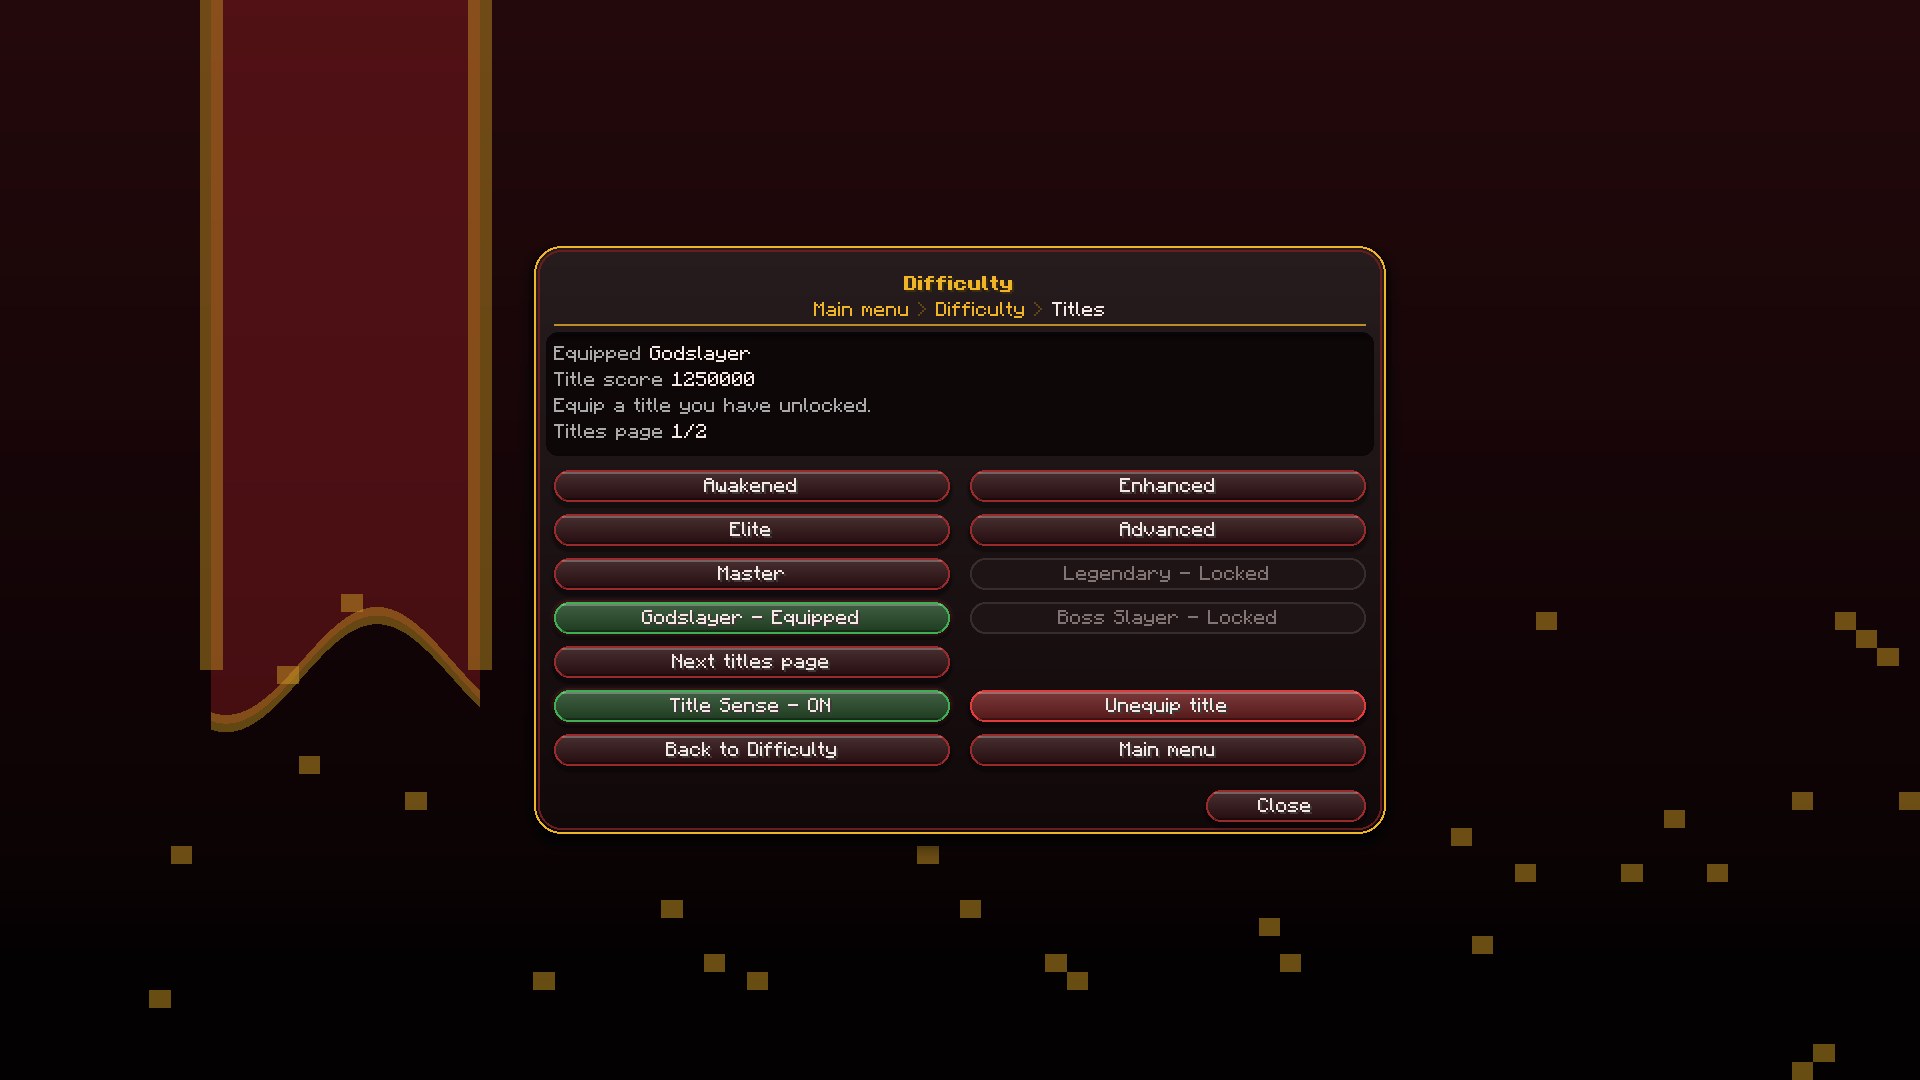 Difficulty
Main menu > Difficulty > Titles
Equipped Godslayer
Title score 1250000
Equip a title you have unlocked.
Titles page 1/2
Awakened
Enhanced
Elite
Advanced
Master
Legendary - Locked
Godslayer - Equipped
Boss Slayer - Locked
Next titles page
Title Sense - ON
Unequip title
Back to Difficulty
Main menu
Close